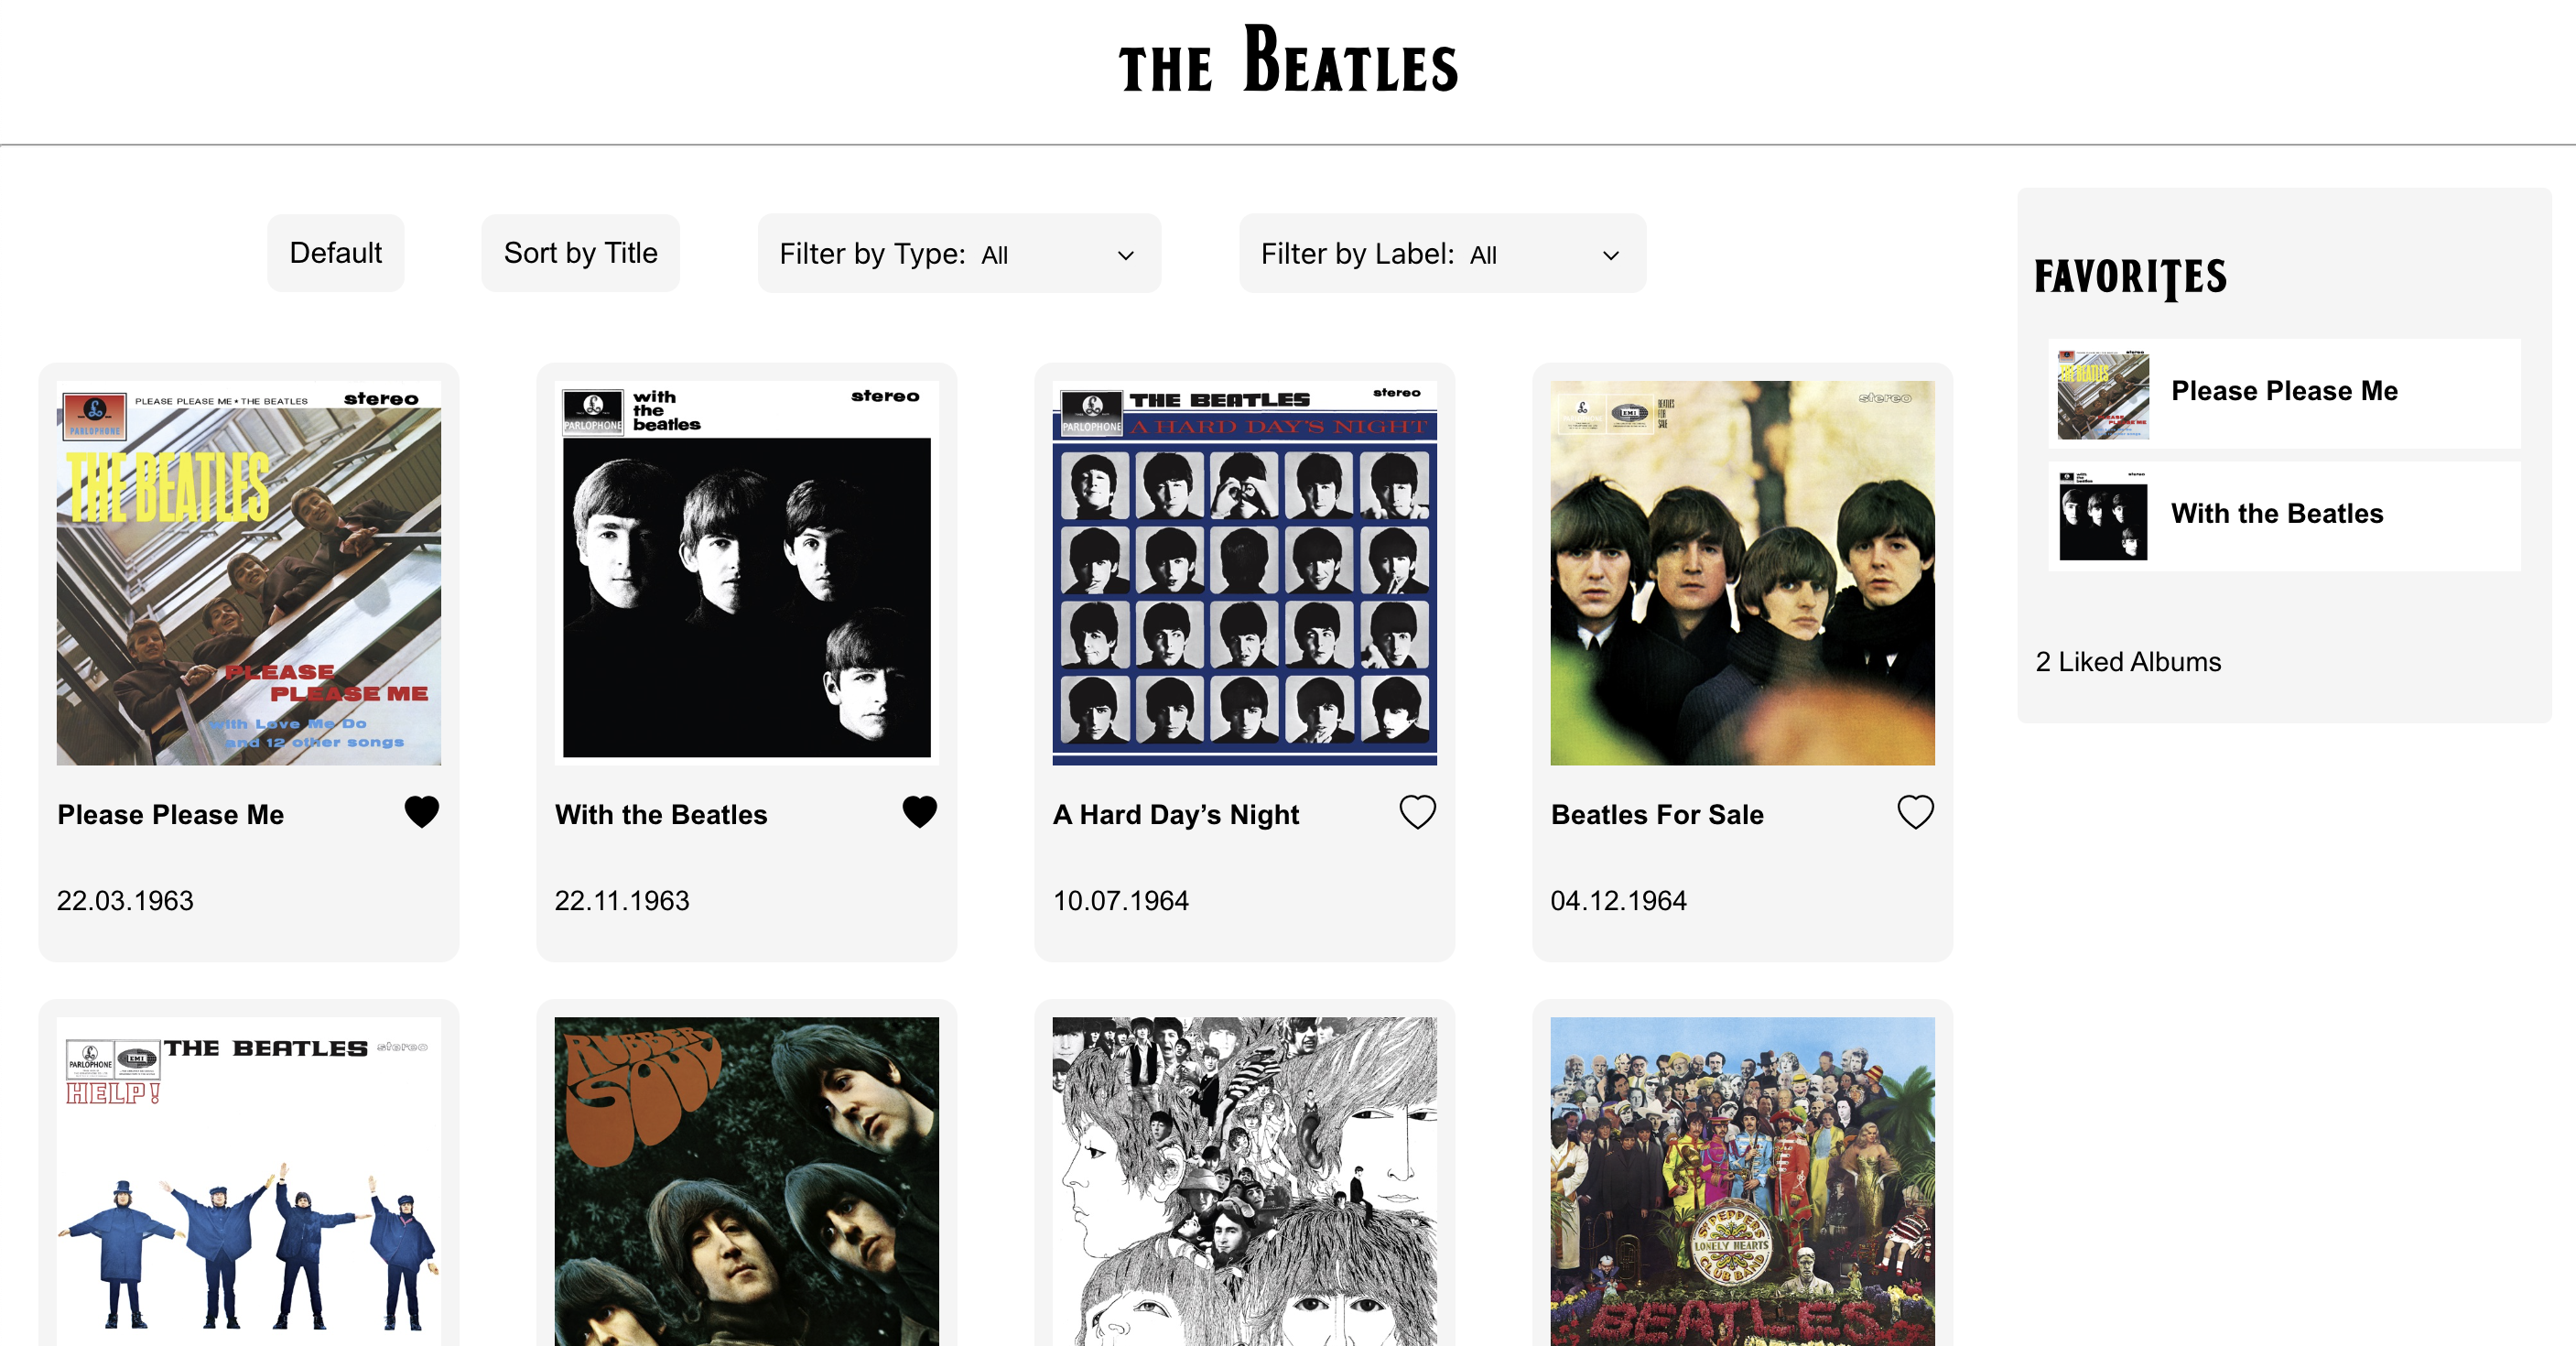 THE BEATLES
Default
Sort by Title
Filter by Type: All
Filter by Label: All
FAVORITES
Please Please Me
With the Beatles
2 Liked Albums
PLEASE PLEASE ME ★ THE BEATLES
stereo
PARLOPHONE
THE BEATLES
PLEASE
PLEASE ME
with Love Me Do
and 12 other songs
Please Please Me
22.03.1963
PARLOPHONE
with
the
beatles
stereo
With the Beatles
22.11.1963
PARLOPHONE
THE BEATLES
stereo
A HARD DAY'S NIGHT
A Hard Day’s Night
10.07.1964
EMI
BEATLES
FOR
SALE
stereo
Beatles For Sale
04.12.1964
PARLOPHONE
EMI
THE BEATLES
stereo
HELP!
RUBBER
SOUL
SGT PEPPERS
LONELY HEARTS
CLUB BAND
BEATLES